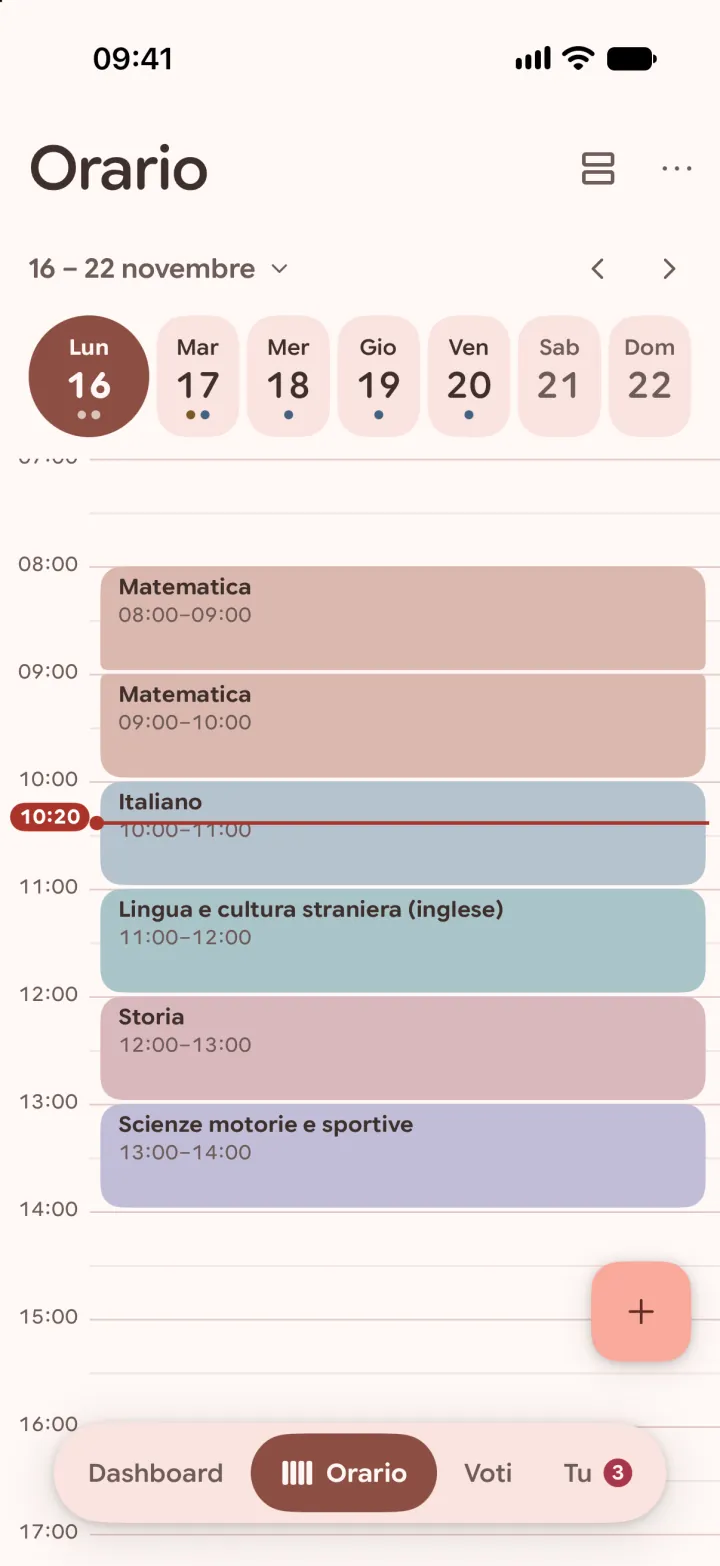 09:41
Orario
16 – 22 novembre
Lun Mar Mer Gio Ven Sab Dom
16 17 18 19 20 21 22
07:00
08:00
Matematica
08:00–09:00
09:00
Matematica
09:00–10:00
10:00
Italiano
10:20
10:00–11:00
11:00
Lingua e cultura straniera (inglese)
11:00–12:00
12:00
Storia
12:00–13:00
13:00
Scienze motorie e sportive
13:00–14:00
14:00
15:00
16:00
Dashboard Orario Voti Tu 3
17:00